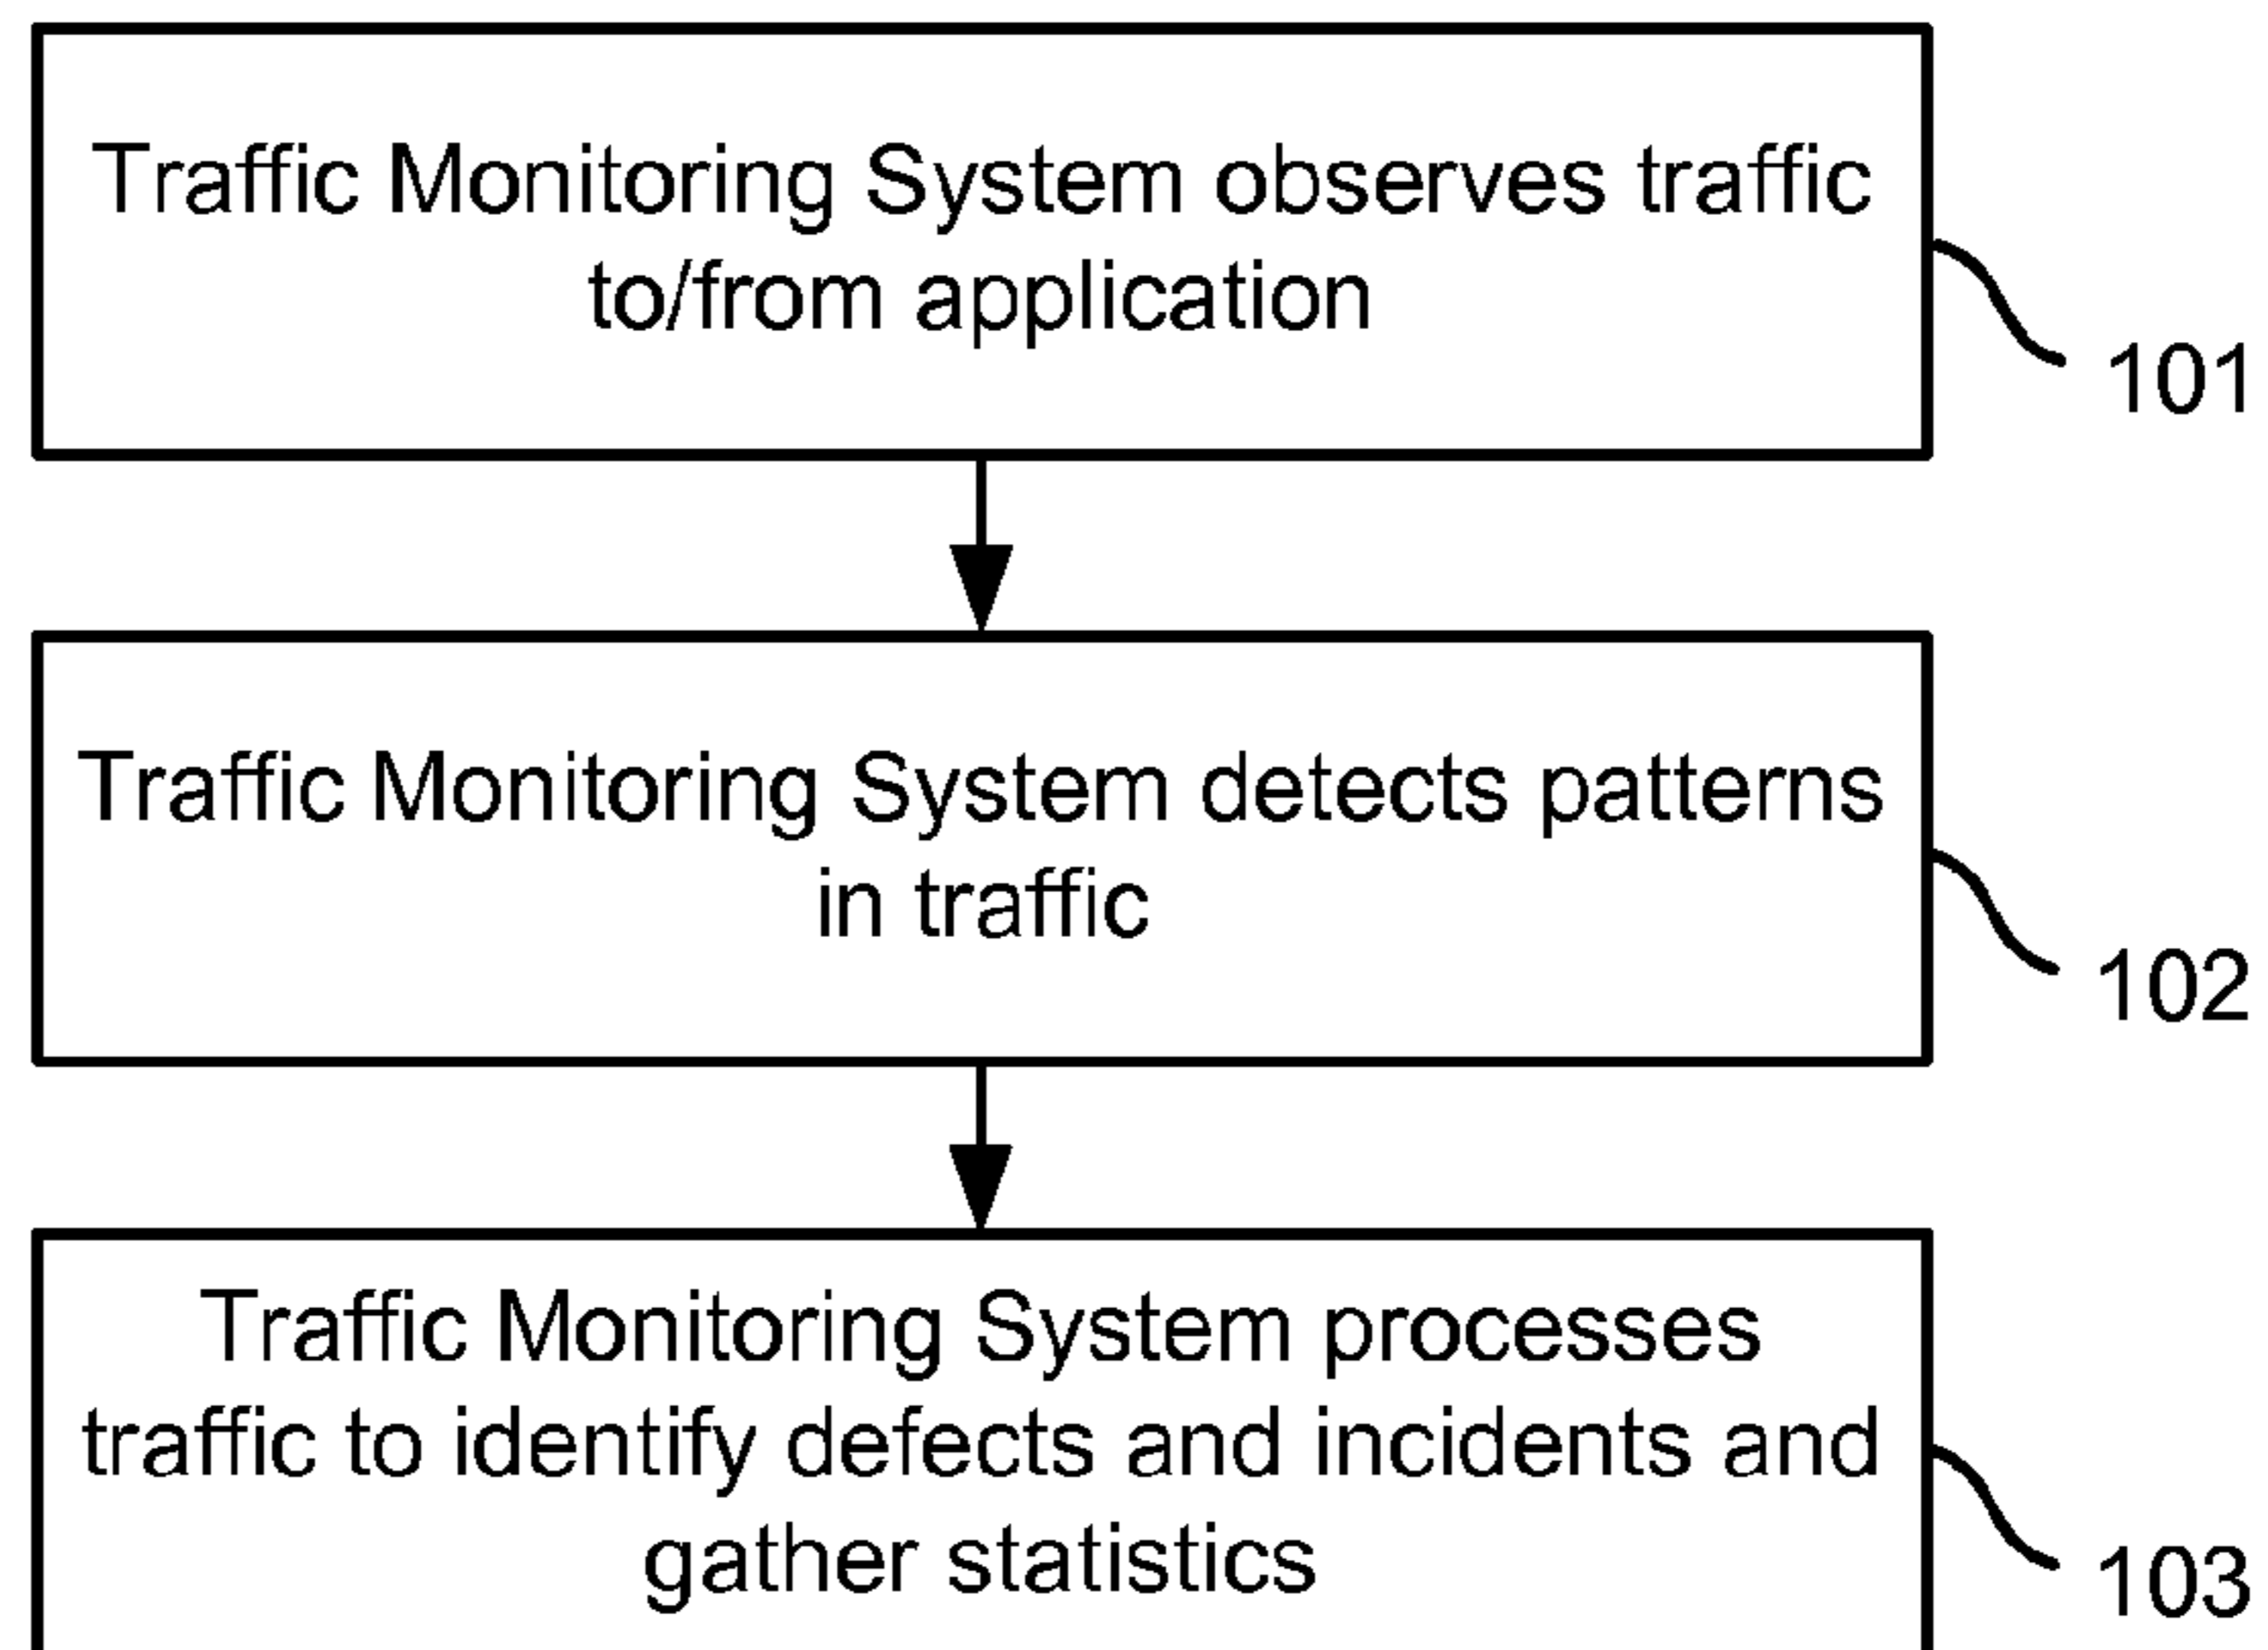 Traffic Monitoring System observes traffic
to/from application
101
Traffic Monitoring System detects patterns
in traffic
102
Traffic Monitoring System processes
traffic to identify defects and incidents and
gather statistics
103